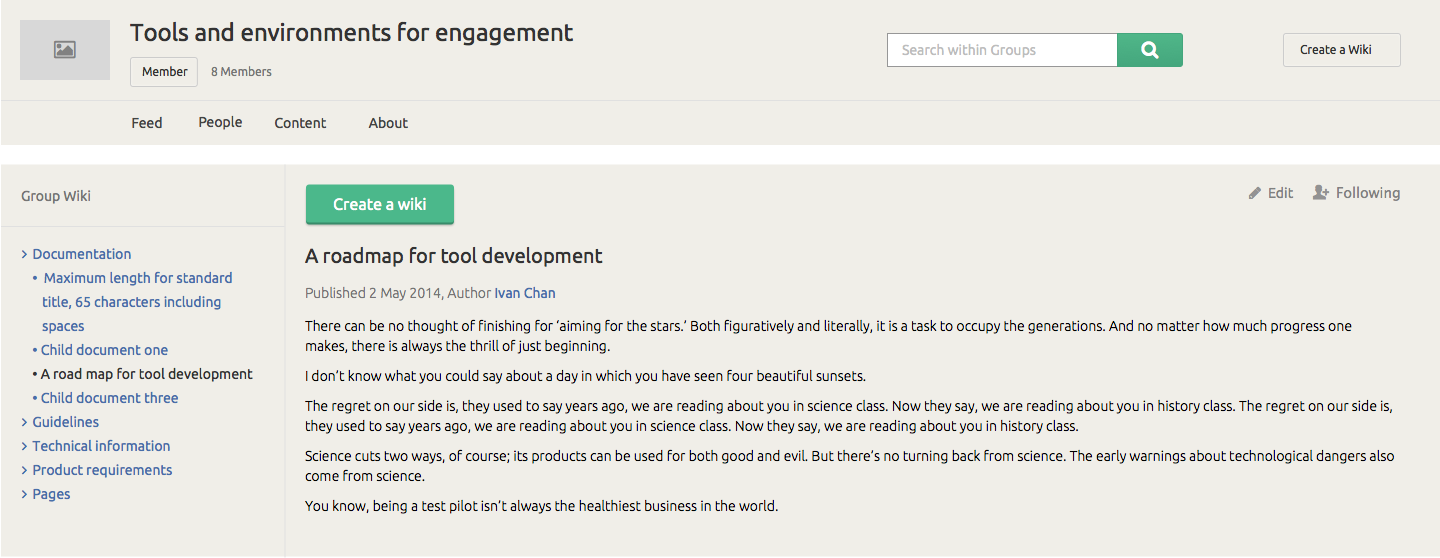 Tools and environments for engagement
Member
8 Members
Search within Groups
Create a Wiki
Feed
People
Content
About
Group Wiki
> Documentation
• Maximum length for standard
title, 65 characters including
spaces
• Child document one
• A road map for tool development
• Child document three
> Guidelines
> Technical information
> Product requirements
> Pages
Create a wiki
Edit
Following
A roadmap for tool development
Published 2 May 2014, Author Ivan Chan
There can be no thought of finishing for ‘aiming for the stars.’ Both figuratively and literally, it is a task to occupy the generations. And no matter how much progress one
makes, there is always the thrill of just beginning.
I don’t know what you could say about a day in which you have seen four beautiful sunsets.
The regret on our side is, they used to say years ago, we are reading about you in science class. Now they say, we are reading about you in history class. The regret on our side is,
they used to say years ago, we are reading about you in science class. Now they say, we are reading about you in history class.
Science cuts two ways, of course; its products can be used for both good and evil. But there’s no turning back from science. The early warnings about technological dangers also
come from science.
You know, being a test pilot isn’t always the healthiest business in the world.